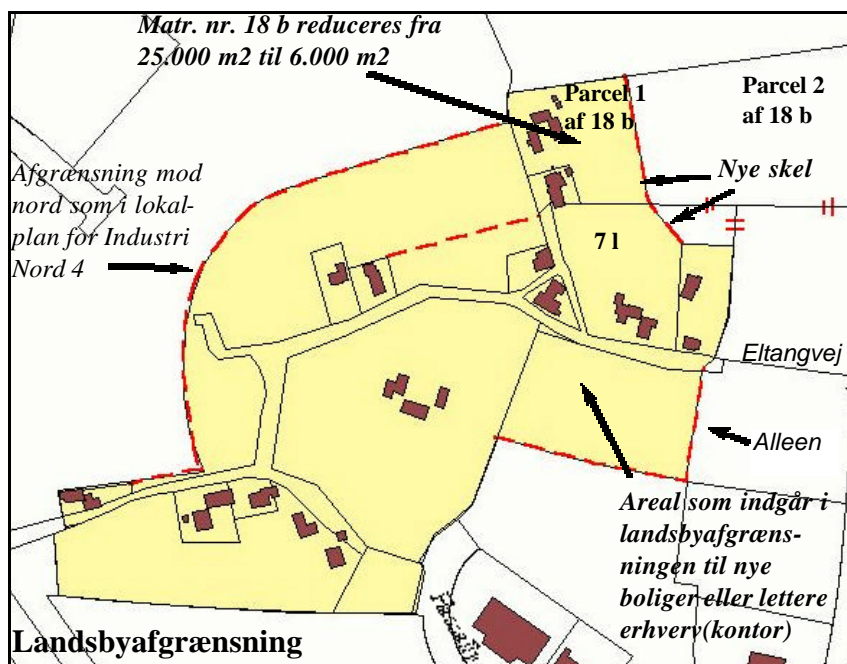 Matr. nr. 18 b reduceres fra
25.000 m2 til 6.000 m2
Parcel 1
af 18 b
Parcel 2
af 18 b
Afgrænsning mod
nord som i lokal-
plan for Industri
Nord 4
Nye skel
7 l
Eltangvej
Alleen
Areal som indgår i
landsbyafgræns-
ningen til nye
boliger eller lettere
erhverv(kontor)
Landsbyafgrænsning